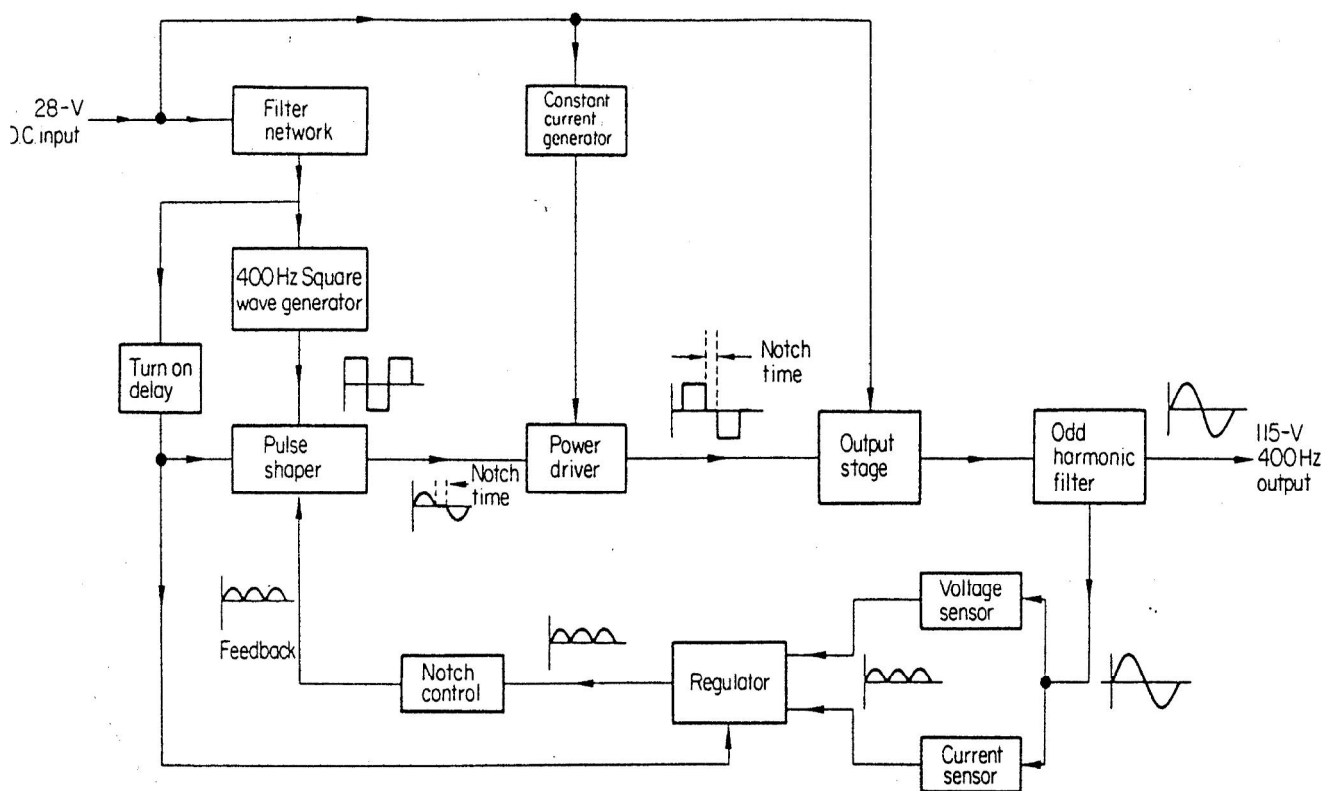 28-V
D.C. input
Filter
network
Constant
current
generator
400 Hz Square
wave generator
Turn on
delay
Notch
time
Pulse
shaper
Notch
time
Power
driver
Output
stage
Odd
harmonic
filter
115-V
400 Hz
output
Feedback
Notch
control
Regulator
Voltage
sensor
Current
sensor